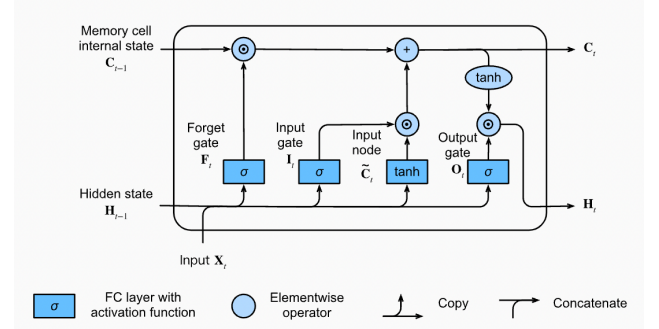 Memory cell
internal state
C_{t-1}
⊙
+
C_t
tanh
Forget
gate
F_t
σ
Input
gate
I_t
σ
Input
node
C̃_t
tanh
⊙
Output
gate
O_t
σ
⊙
Hidden state
H_{t-1}
H_t
Input X_t
σ
FC layer with
activation function
Elementwise
operator
Copy
Concatenate